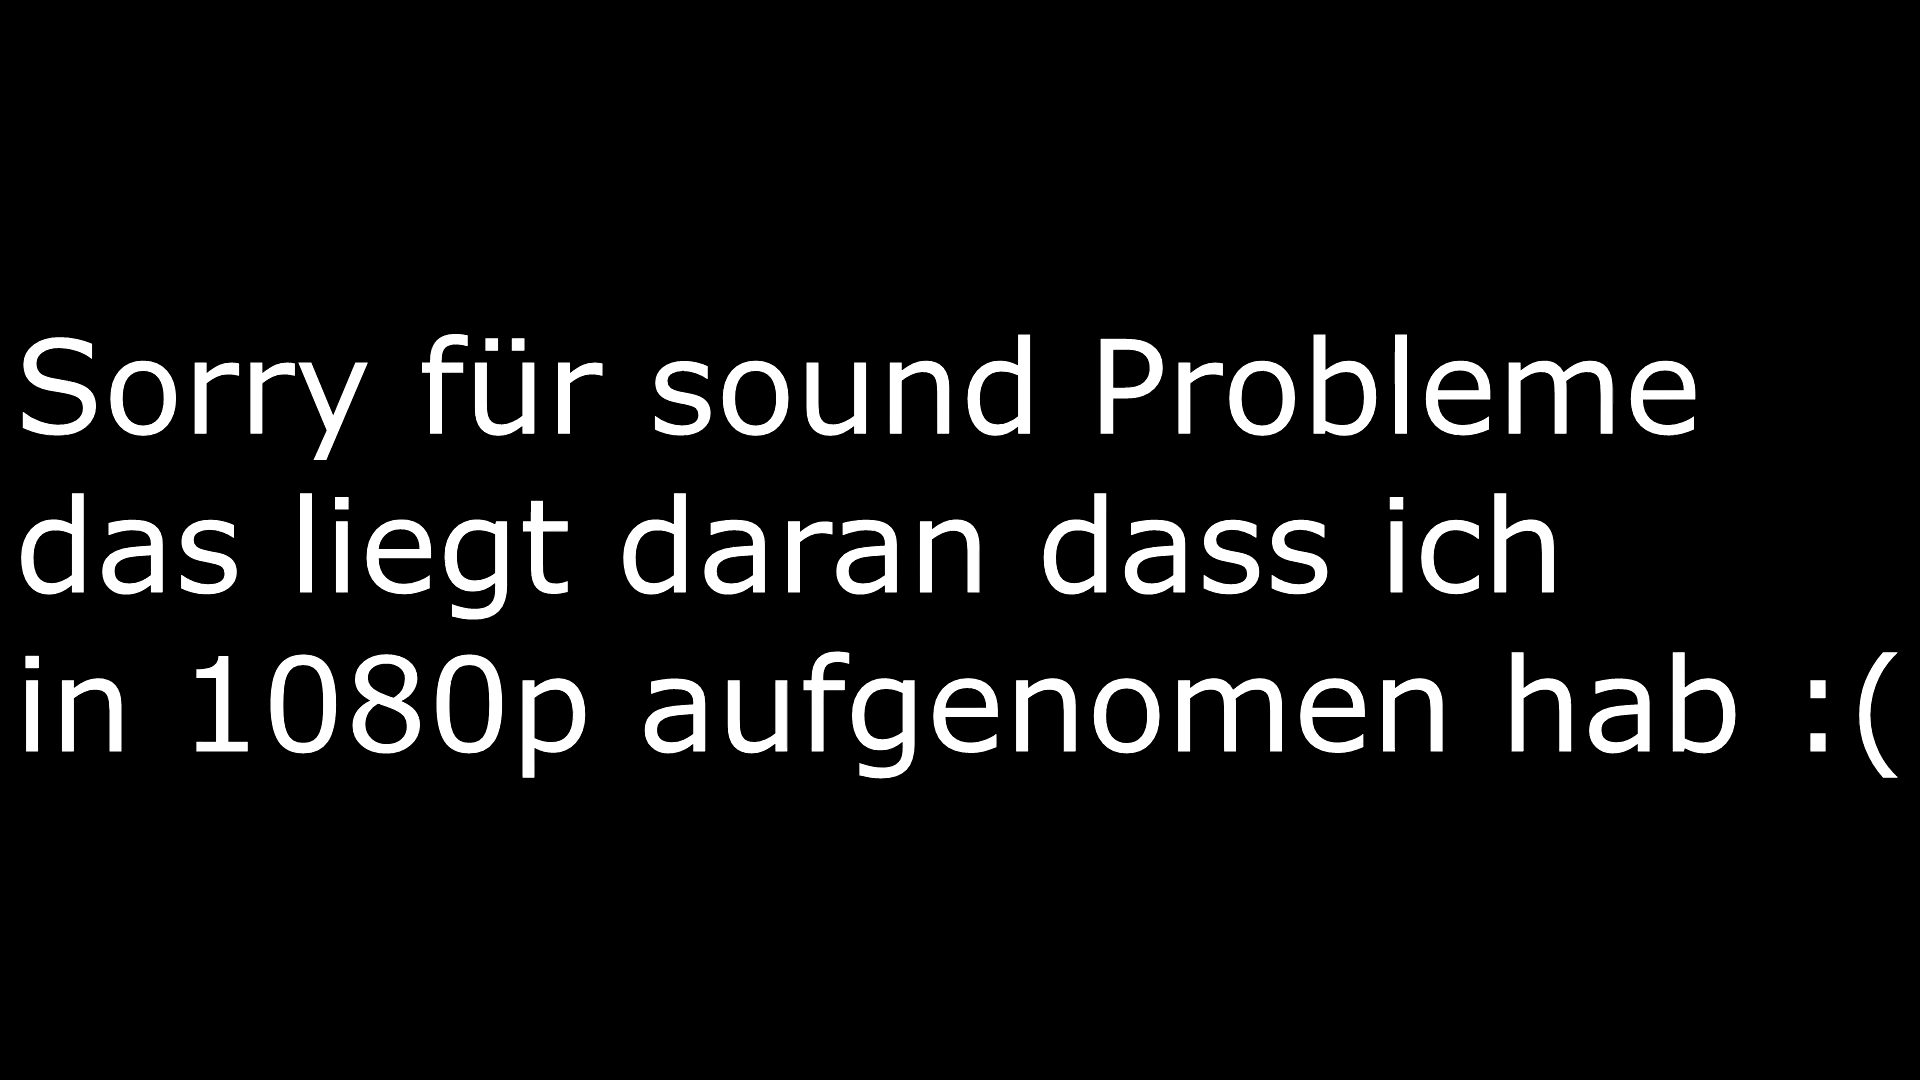 Sorry für sound Probleme
das liegt daran dass ich
in 1080p aufgenomen hab :(